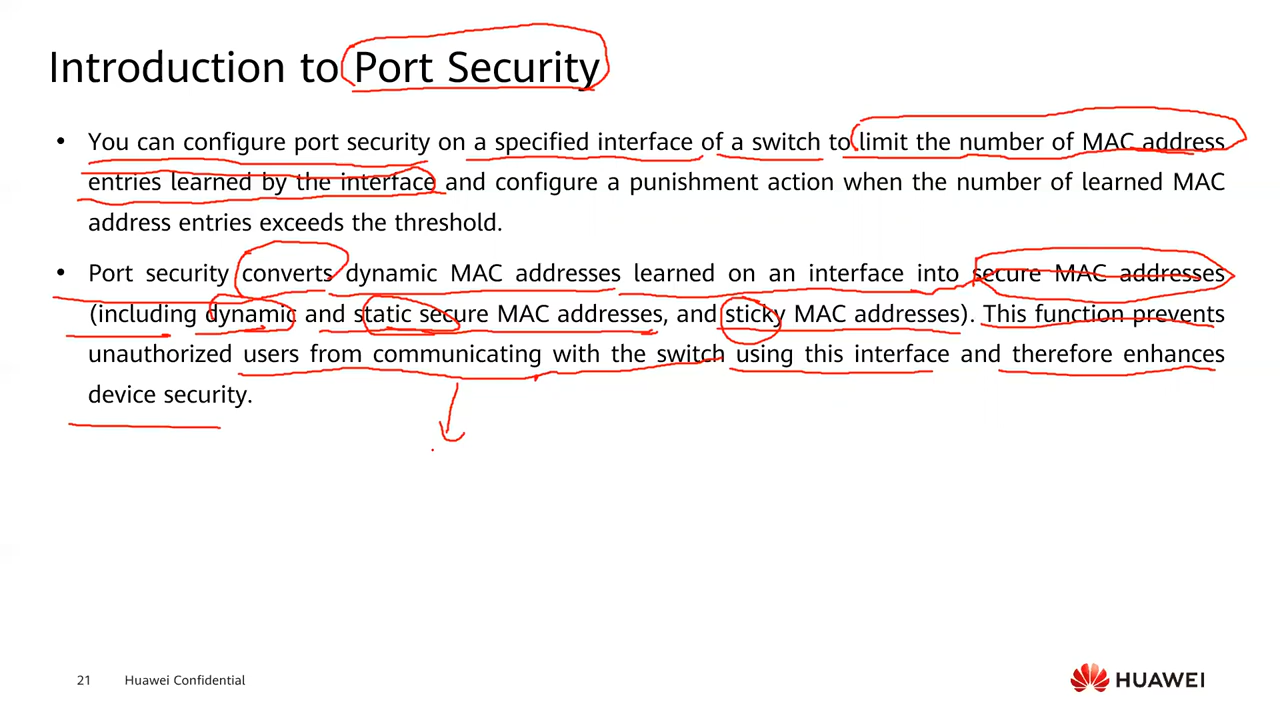 Introduction to Port Security
• You can configure port security on a specified interface of a switch to limit the number of MAC address
entries learned by the interface and configure a punishment action when the number of learned MAC
address entries exceeds the threshold.
• Port security converts dynamic MAC addresses learned on an interface into secure MAC addresses
(including dynamic and static secure MAC addresses, and sticky MAC addresses). This function prevents
unauthorized users from communicating with the switch using this interface and therefore enhances
device security.
21 Huawei Confidential
HUAWEI